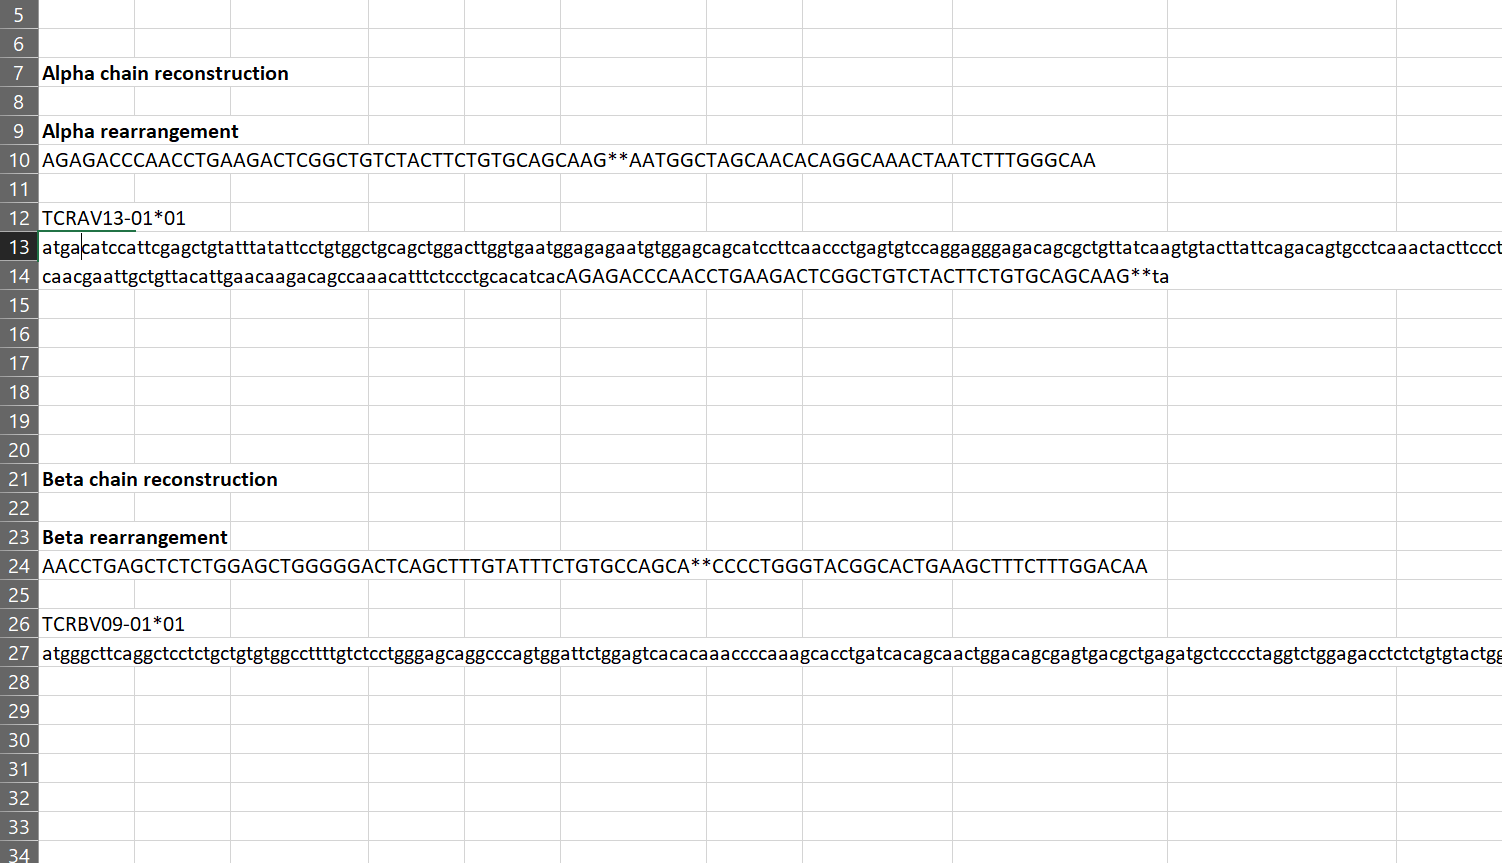 5
6
7 Alpha chain reconstruction
8
9 Alpha rearrangement
10 AGAGACCCAACCTGAAGACTCGGCTGTCTACTTCTGTGCAGCAAG**AATGGCTAGCAACACAGGCAAACTAATCTTTGGGCAA
11
12 TCRAV13-01*01
13 atgacatccattcgagctgtatttatattcctgtggctgcagctggacttggtgaatggagagaatgtggagcagcatccttcaaccctgagtgtccaggagggagacagcgctgttatcaagtgtacttattcagacagtgcctcaaactacttccct
14 caacgaattgctgttacattgaacaagacagccaaacatttctccctgcacatcacAGAGACCCAACCTGAAGACTCGGCTGTCTACTTCTGTGCAGCAAG**ta
15
16
17
18
19
20
21 Beta chain reconstruction
22
23 Beta rearrangement
24 AACCTGAGCTCTCTGGAGCTGGGGGACTCAGCTTTGTATTTCTGTGCCAGCA**CCCCTGGGTACGGCACTGAAGCTTTCTTTGGACAA
25
26 TCRBV09-01*01
27 atgggcttcaggctcctctgctgtgtggccttttgtctcctgggagcaggcccagtggattctggagtcacacaaaccccaaagcacctgatcacagcaactggacagcgagtgacgctgagatgctcccctaggtctggagacctctctgtgtactgg
28
29
30
31
32
33
34